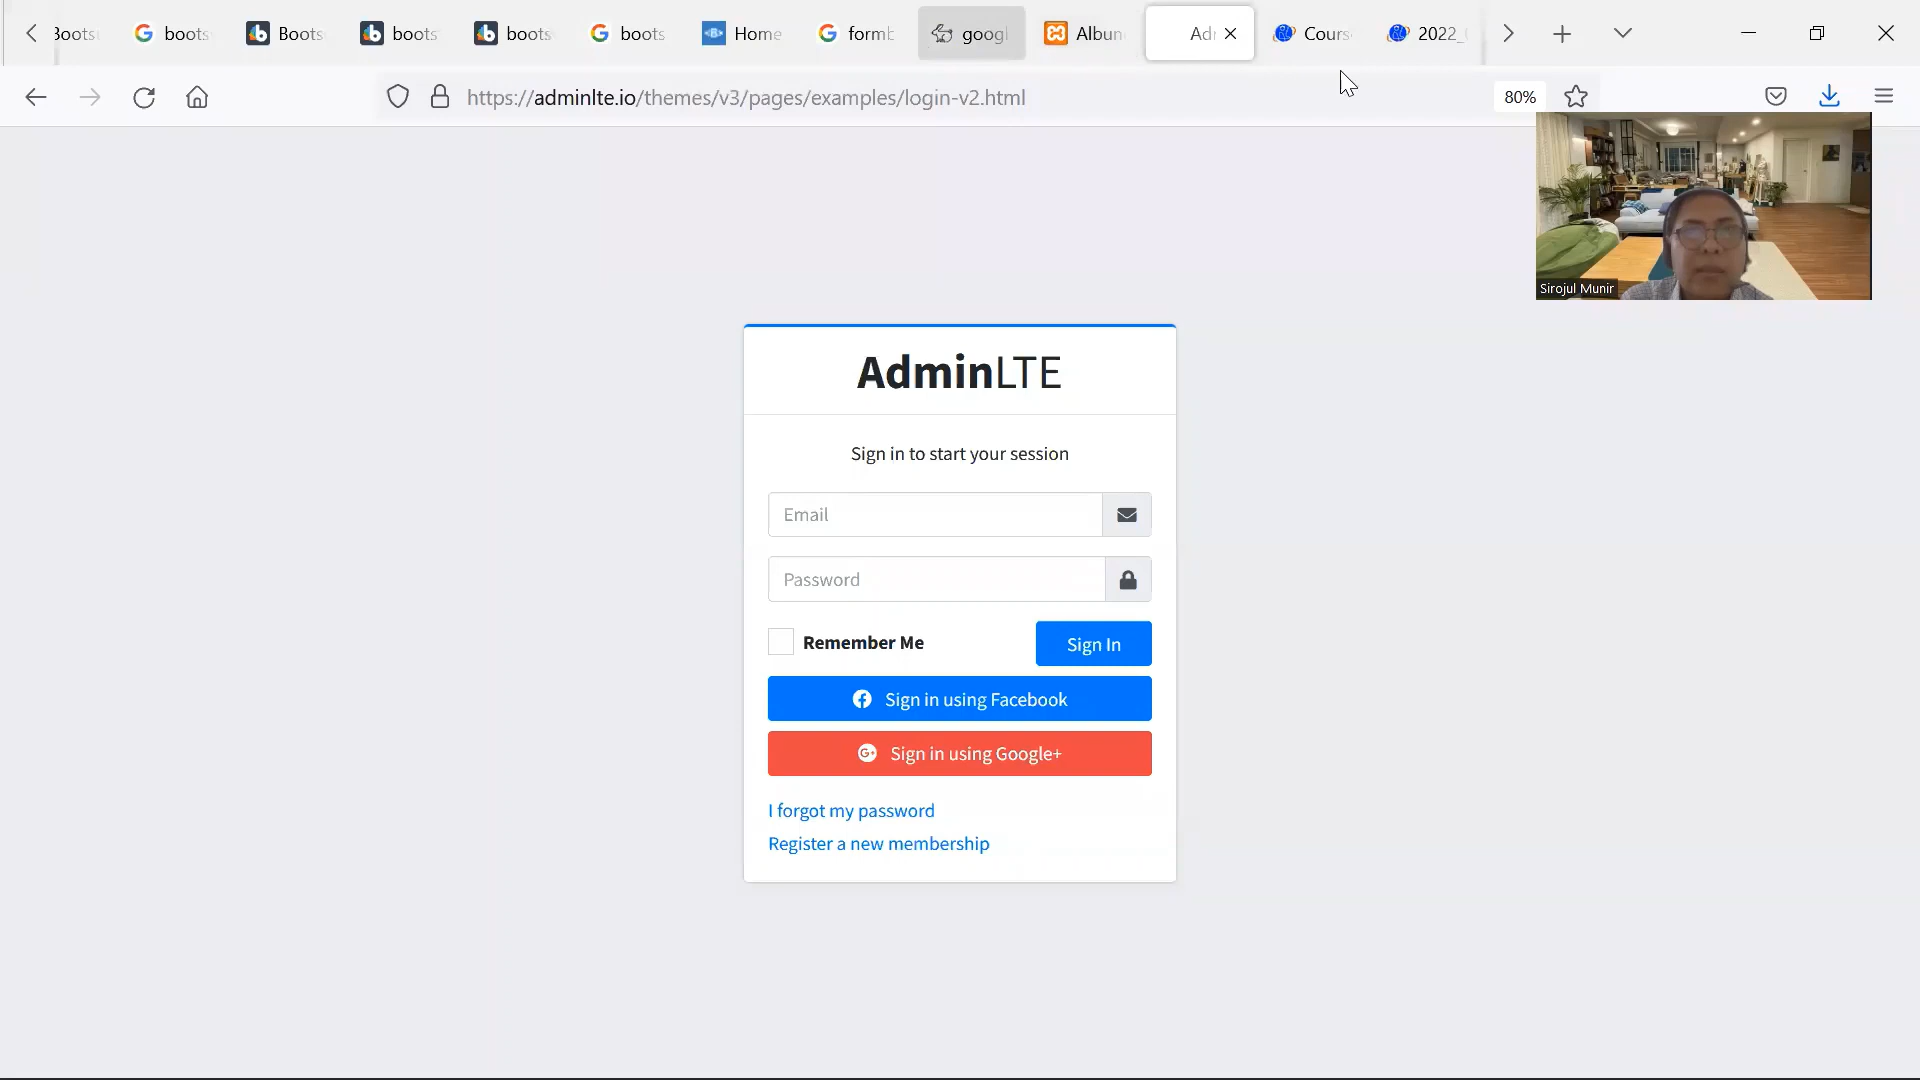 Boots
boots
Boots
boots
boots
boots
Home
formb
googl
Album
Ad
Cours
2022_
https://adminlte.io/themes/v3/pages/examples/login-v2.html
80%
Sirojul Munir
AdminLTE
Sign in to start your session
Email
Password
Remember Me
Sign In
Sign in using Facebook
Sign in using Google+
I forgot my password
Register a new membership